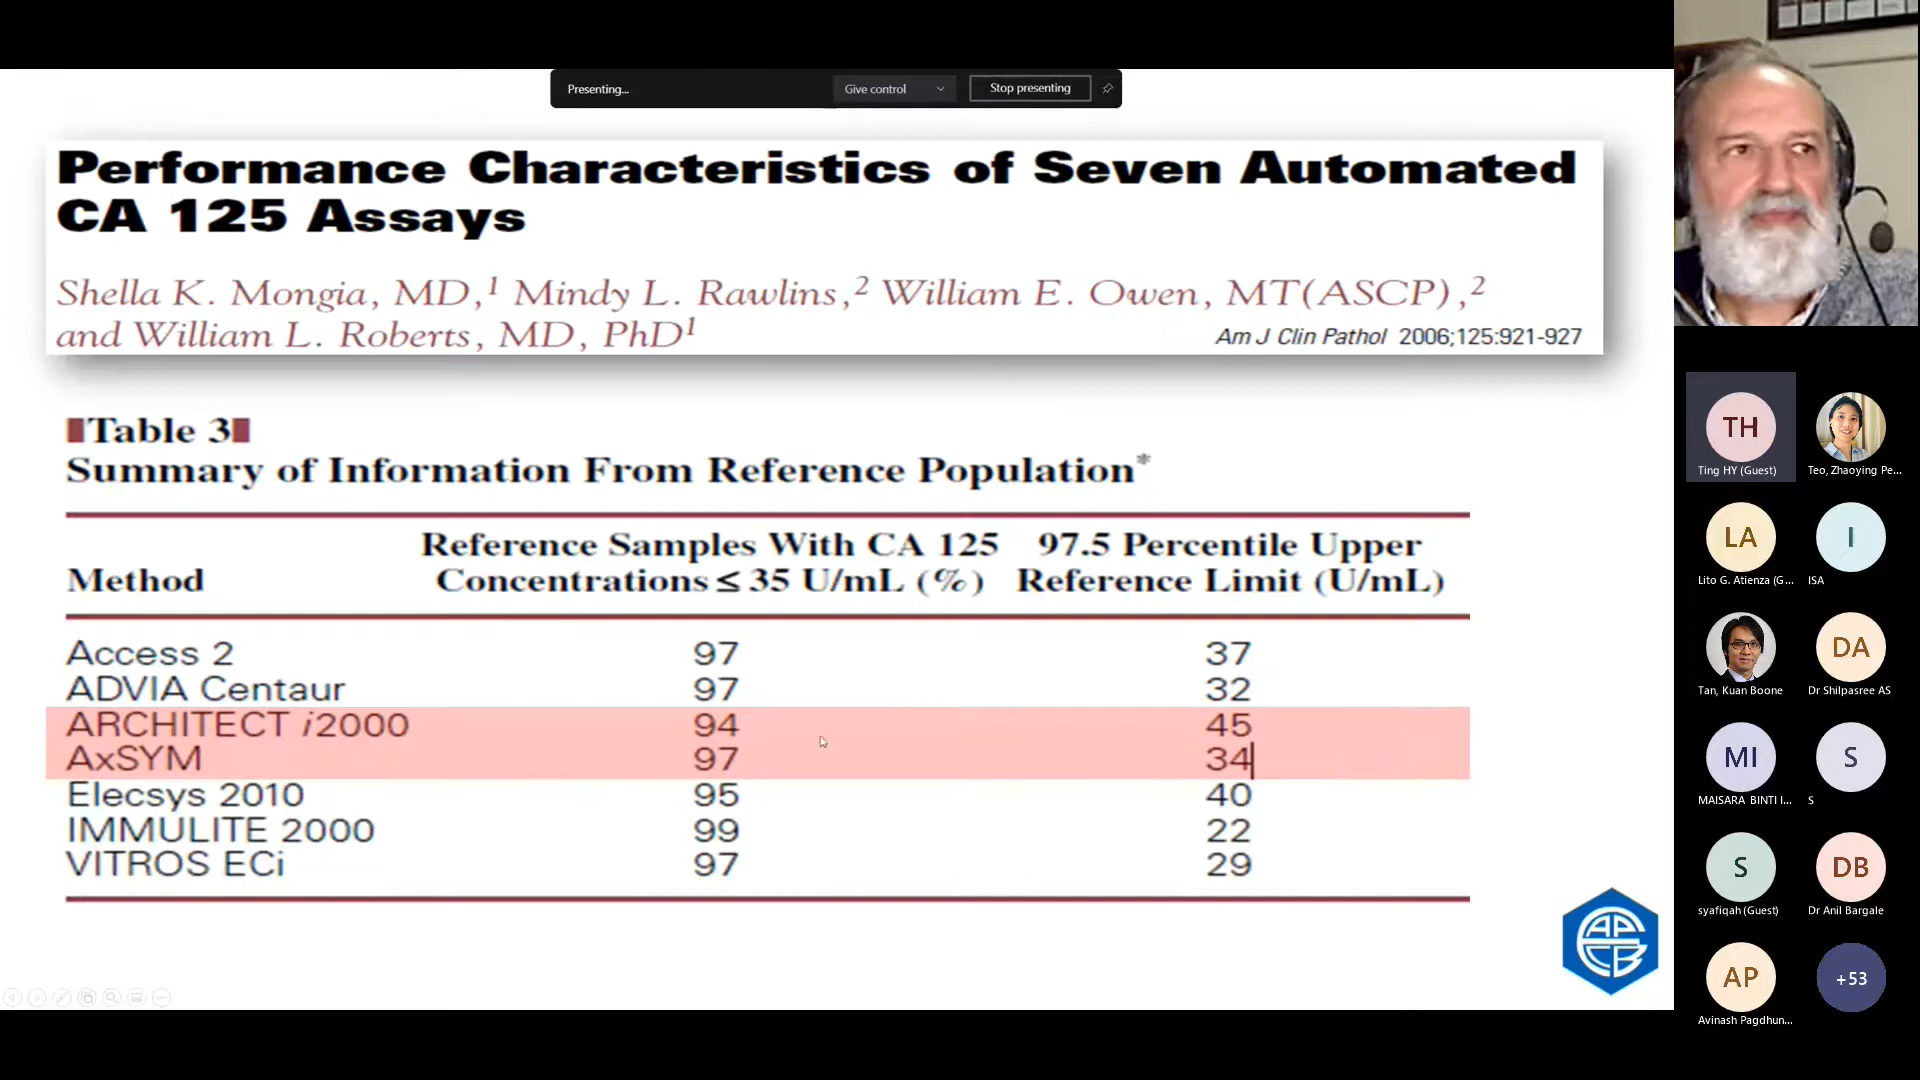 Presenting...
Give control
Stop presenting
Performance Characteristics of Seven Automated
CA 125 Assays
Shella K. Mongia, MD,1 Mindy L. Rawlins,2 William E. Owen, MT(ASCP),2
and William L. Roberts, MD, PhD1
Am J Clin Pathol 2006;125:921-927
Table 3
Summary of Information From Reference Population*
Reference Samples With CA 125 97.5 Percentile Upper
Method Concentrations ≤ 35 U/mL (%) Reference Limit (U/mL)
Access 2 97 37
ADVIA Centaur 97 32
ARCHITECT i2000 94 45
AxSYM 97 34
Elecsys 2010 95 40
IMMULITE 2000 99 22
VITROS ECi 97 29
APFCB
TH
Ting HY (Guest)
Teo, Zhaoying Pe...
LA
Lito G. Atienza (G...
I
ISA
Tan, Kuan Boone
DA
Dr Shilpasree AS
MI
MAISARA BINTI I...
S
S
S
syafiqah (Guest)
DB
Dr Anil Bargale
AP
Avinash Pagdhun...
+53